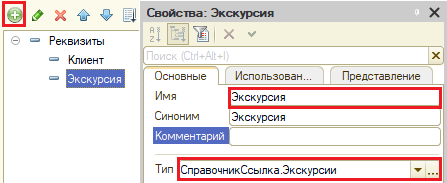 Реквизиты
Клиент
Экскурсия
Свойства: Экскурсия
Поиск (Ctrl+Alt+I)
Основные
Использован...
Представление
Имя
Экскурсия
Синоним
Экскурсия
Комментарий
Тип
СправочникСсылка.Экскурсии
...